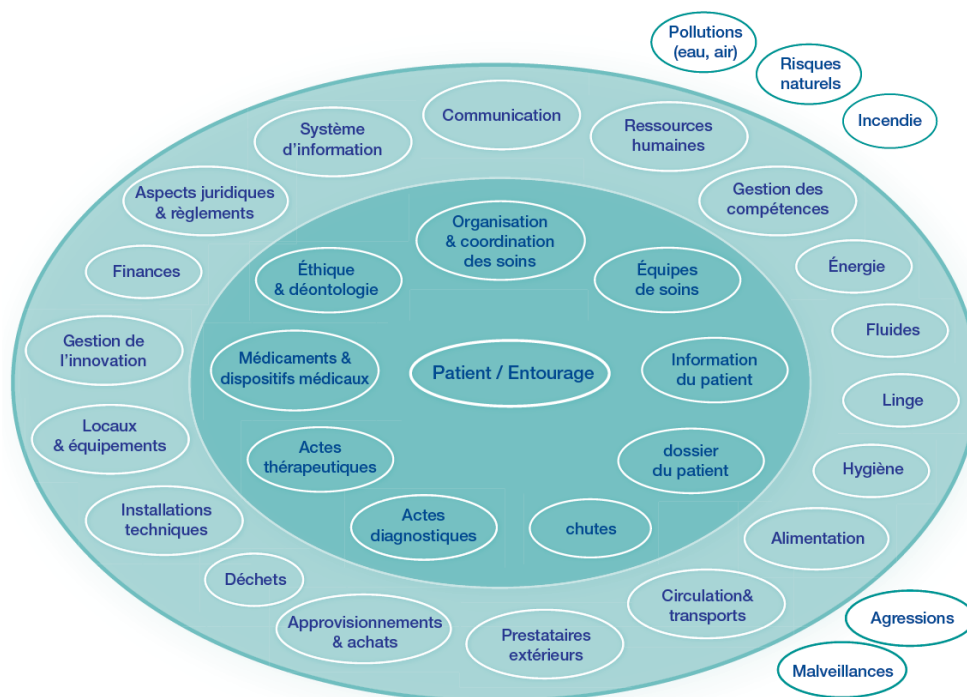 Pollutions
(eau, air)
Risques
naturels
Incendie
Communication
Système
d'information
Ressources
humaines
Aspects juridiques
& règlements
Gestion des
compétences
Organisation
& coordination
des soins
Finances
Éthique
& déontologie
Équipes
de soins
Énergie
Fluides
Gestion de
l'innovation
Médicaments &
dispositifs médicaux
Patient / Entourage
Information
du patient
Linge
Locaux
& équipements
Actes
thérapeutiques
dossier
du patient
Hygiène
Installations
techniques
Actes
diagnostiques
chutes
Alimentation
Déchets
Circulation&
transports
Approvisionnements
& achats
Prestataires
extérieurs
Agressions
Malveillances